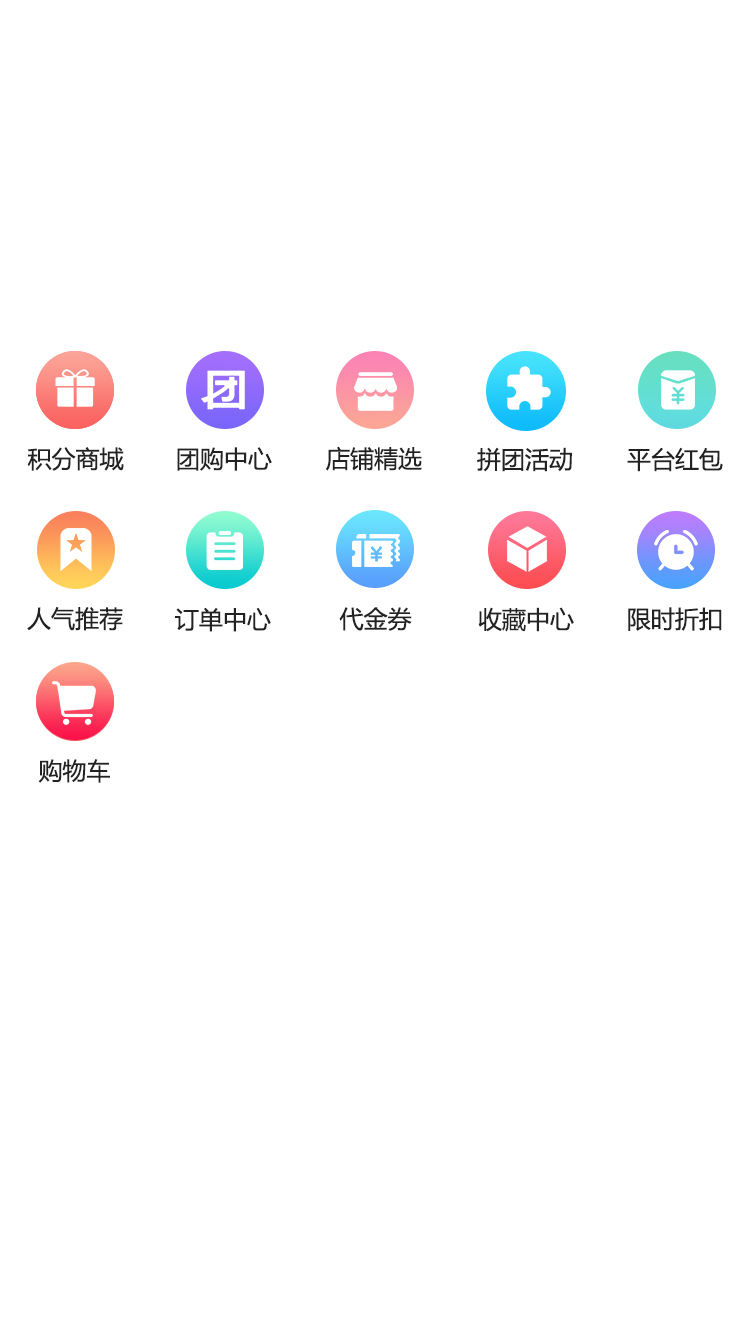 团
¥
积分商城 团购中心 店铺精选 拼团活动 平台红包
¥
人气推荐 订单中心 代金券 收藏中心 限时折扣
购物车